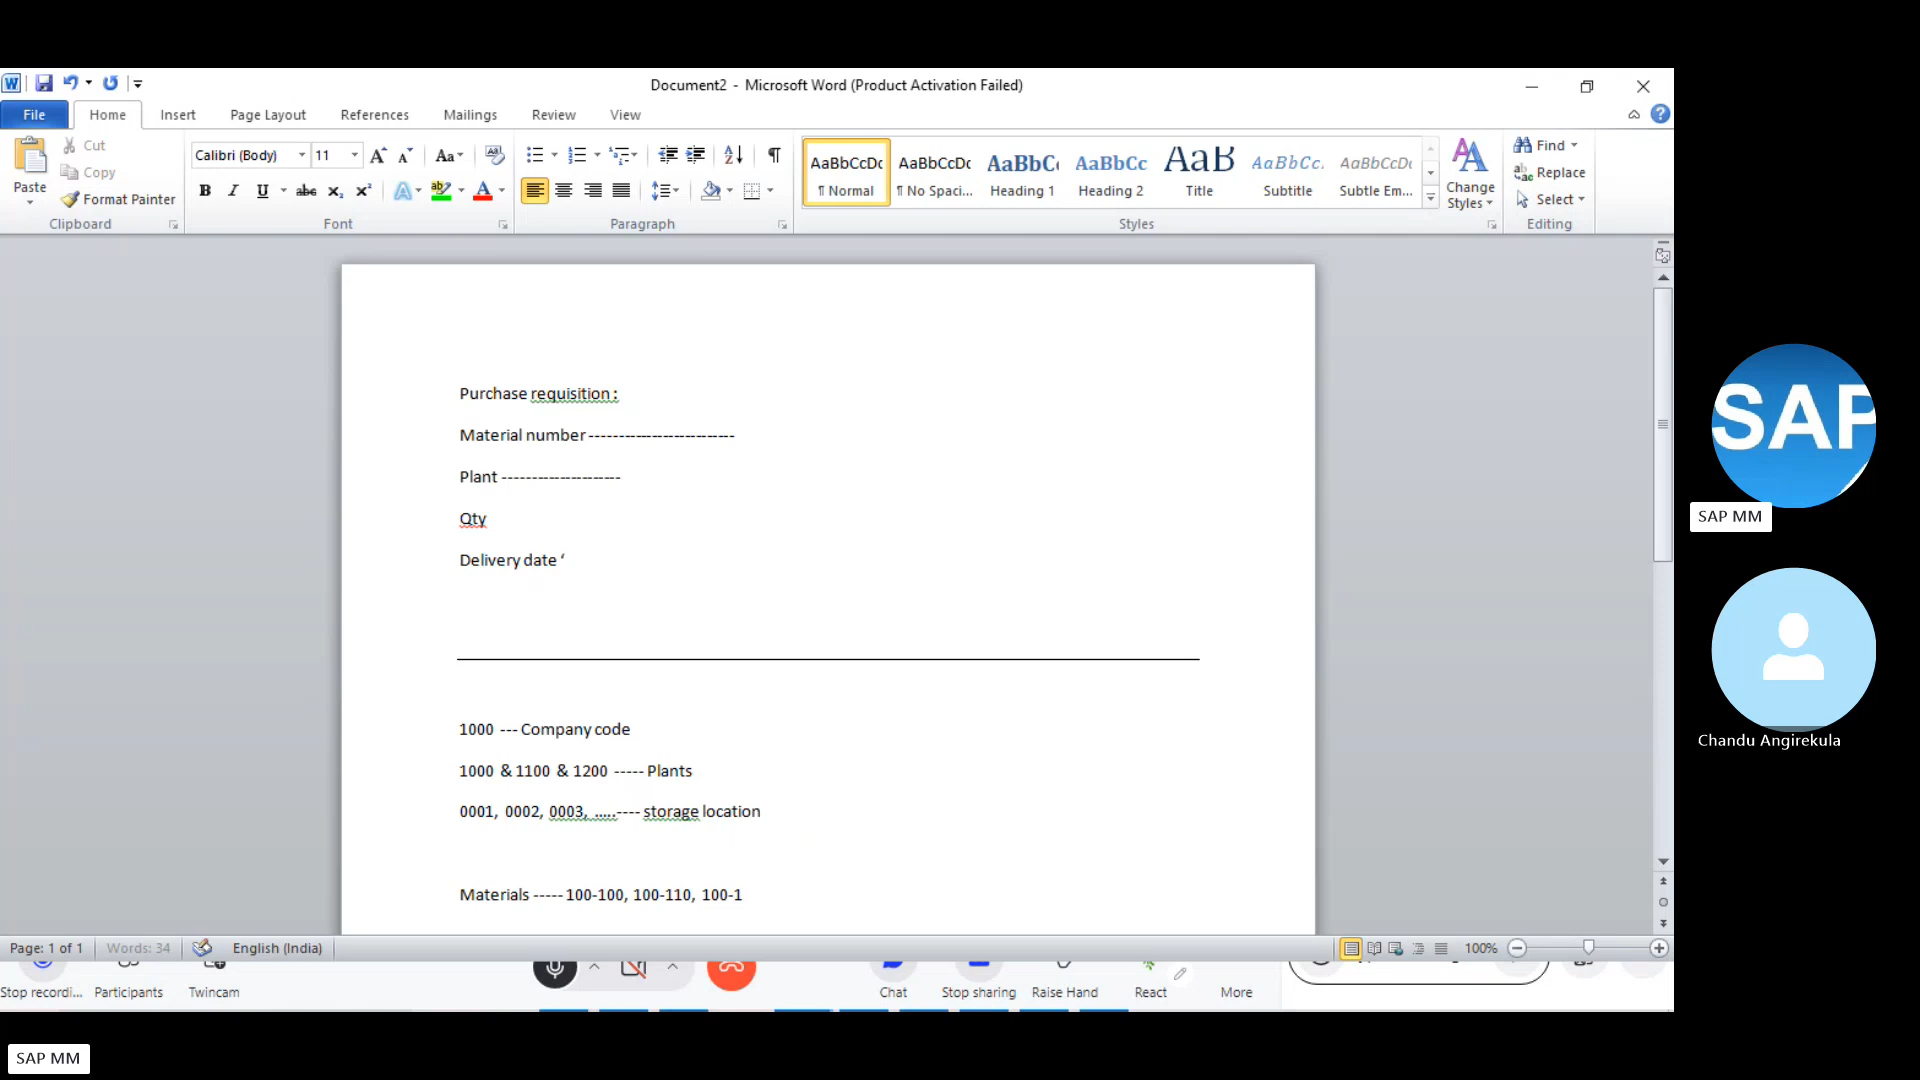 Document2 - Microsoft Word (Product Activation Failed)
File Home Insert Page Layout References Mailings Review View
Paste
Cut
Copy
Format Painter
Clipboard
Calibri (Body) 11
Font
Paragraph
AaBbCcDc AaBbCcDc AaBbCc AaBbCc AaB AaBbCc. AaBbCcDc
¶ Normal ¶ No Spaci... Heading 1 Heading 2 Title Subtitle Subtle Em...
Styles
Change Styles
Find
Replace
Select
Editing
Purchase requisition :
Material number -------------------------
Plant --------------------
Qty
Delivery date ‘
1000 --- Company code
1000 & 1100 & 1200 ----- Plants
0001, 0002, 0003, .....---- storage location
Materials ----- 100-100, 100-110, 100-1
Page: 1 of 1 Words: 34 English (India) 100%
Stop recordi... Participants Twincam Chat Stop sharing Raise Hand React More
SAP
SAP MM
Chandu Angirekula
SAP MM